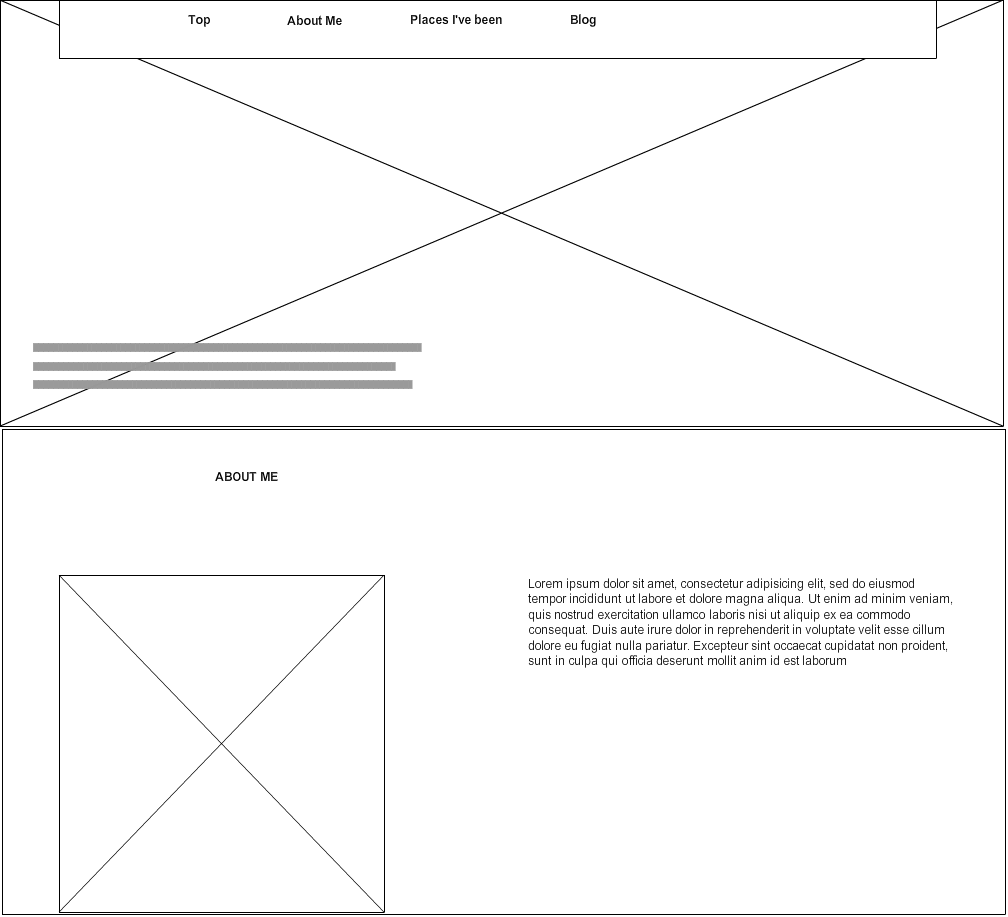 Top About Me Places I've been Blog
ABOUT ME
Lorem ipsum dolor sit amet, consectetur adipisicing elit, sed do eiusmod
tempor incididunt ut labore et dolore magna aliqua. Ut enim ad minim veniam,
quis nostrud exercitation ullamco laboris nisi ut aliquip ex ea commodo
consequat. Duis aute irure dolor in reprehenderit in voluptate velit esse cillum
dolore eu fugiat nulla pariatur. Excepteur sint occaecat cupidatat non proident,
sunt in culpa qui officia deserunt mollit anim id est laborum